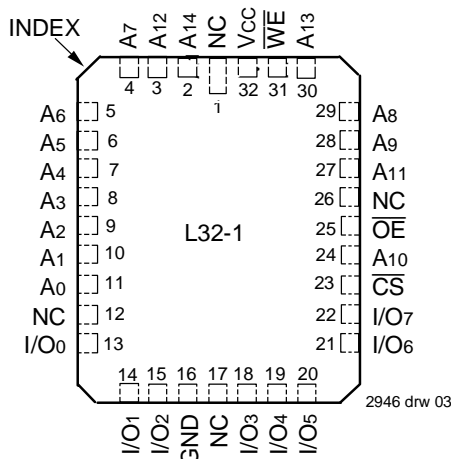 INDEX
A7 A12 A14 NC VCC WE A13
4 3 2 1 32 31 30
A6 5 29 A8
A5 6 28 A9
A4 7 27 A11
A3 8 26 NC
A2 9 L32-1 25 OE
A1 10 24 A10
A0 11 23 CS
NC 12 22 I/O7
I/O0 13 21 I/O6
14 15 16 17 18 19 20
I/O1 I/O2 GND NC I/O3 I/O4 I/O5
2946 drw 03